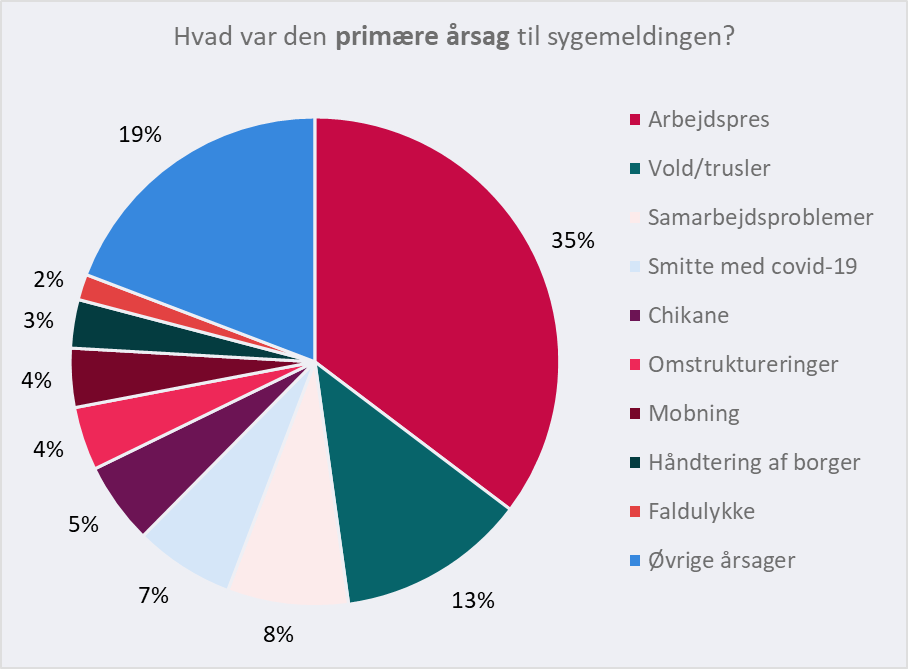 Hvad var den primære årsag til sygemeldingen?
19%
35%
2%
3%
4%
4%
5%
7%
8%
13%
Arbejdspres
Vold/trusler
Samarbejdsproblemer
Smitte med covid-19
Chikane
Omstruktureringer
Mobning
Håndtering af borger
Faldulykke
Øvrige årsager